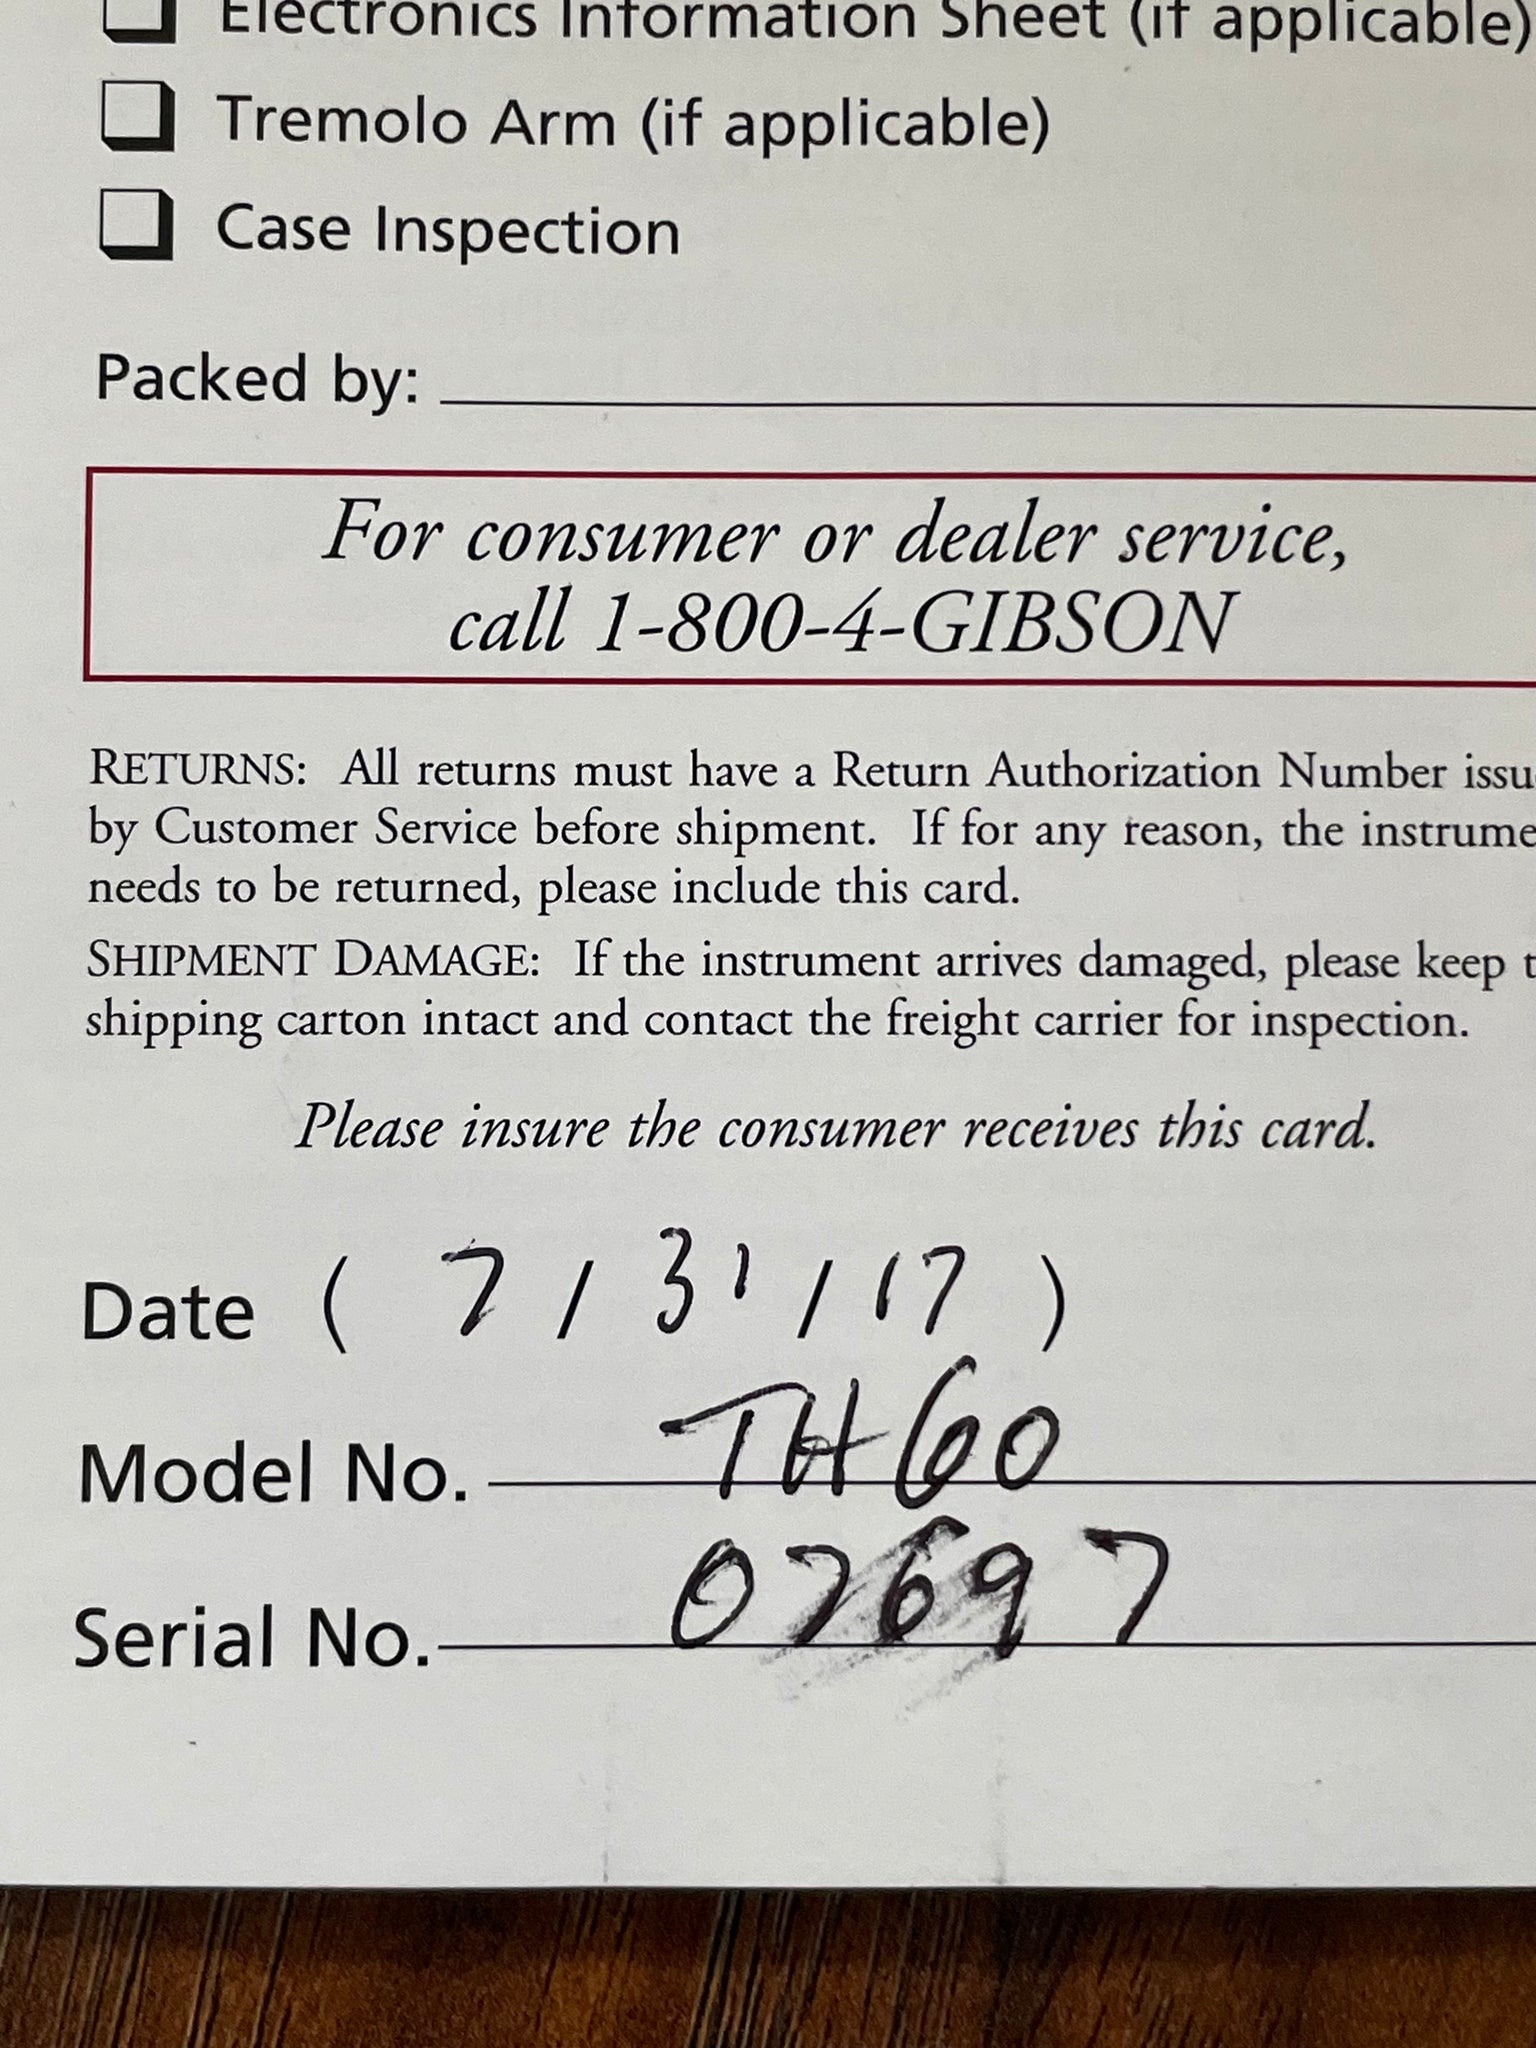 Electronics Information Sheet (if applicable)
Tremolo Arm (if applicable)
Case Inspection
Packed by:
For consumer or dealer service,
call 1-800-4-GIBSON
RETURNS: All returns must have a Return Authorization Number issu
by Customer Service before shipment. If for any reason, the instrume
needs to be returned, please include this card.
SHIPMENT DAMAGE: If the instrument arrives damaged, please keep t
shipping carton intact and contact the freight carrier for inspection.
Please insure the consumer receives this card.
Date ( 7 / 31 / 17 )
Model No. TH60
Serial No. 07697